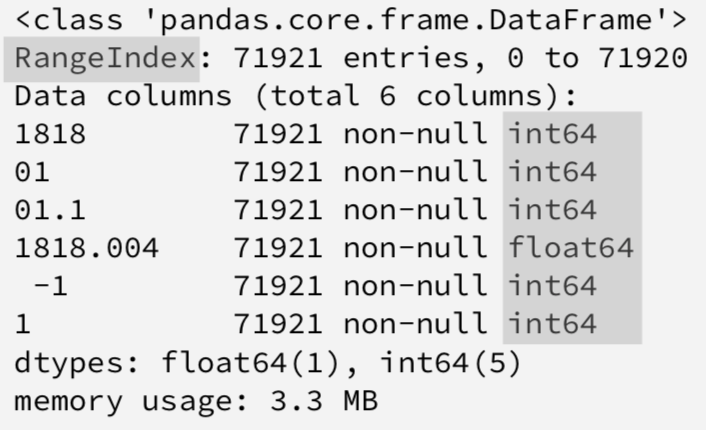 <class 'pandas.core.frame.DataFrame'>
RangeIndex: 71921 entries, 0 to 71920
Data columns (total 6 columns):
1818 71921 non-null int64
01 71921 non-null int64
01.1 71921 non-null int64
1818.004 71921 non-null float64
-1 71921 non-null int64
1 71921 non-null int64
dtypes: float64(1), int64(5)
memory usage: 3.3 MB